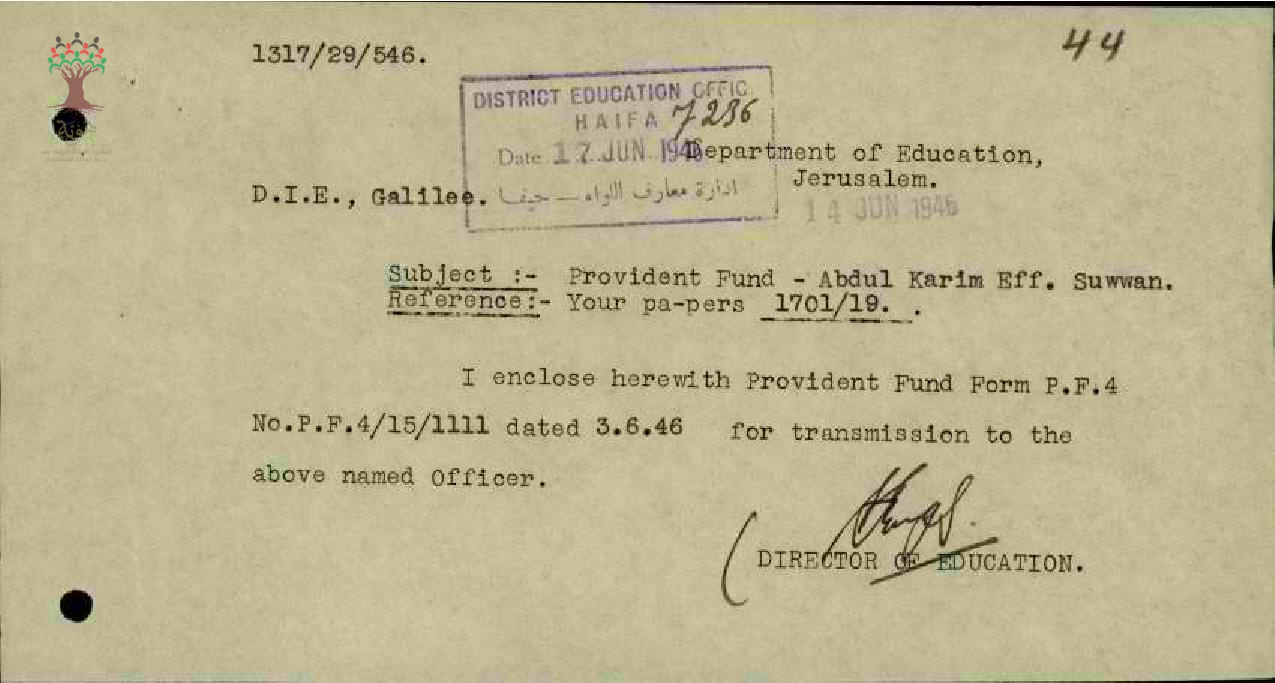 44
1317/29/546.
DISTRICT EDUCATION OFFIC
HAIFA 7236
Date 17 JUN 1946
ادارة معارف اللواء — حيفا
Department of Education,
Jerusalem.
14 JUN 1946
D.I.E., Galilee.
Subject :- Provident Fund - Abdul Karim Eff. Suwwan.
Reference:- Your pa-pers 1701/19. .
I enclose herewith Provident Fund Form P.F.4
No.P.F.4/15/1111 dated 3.6.46 for transmission to the
above named Officer.
DIRECTOR OF EDUCATION.